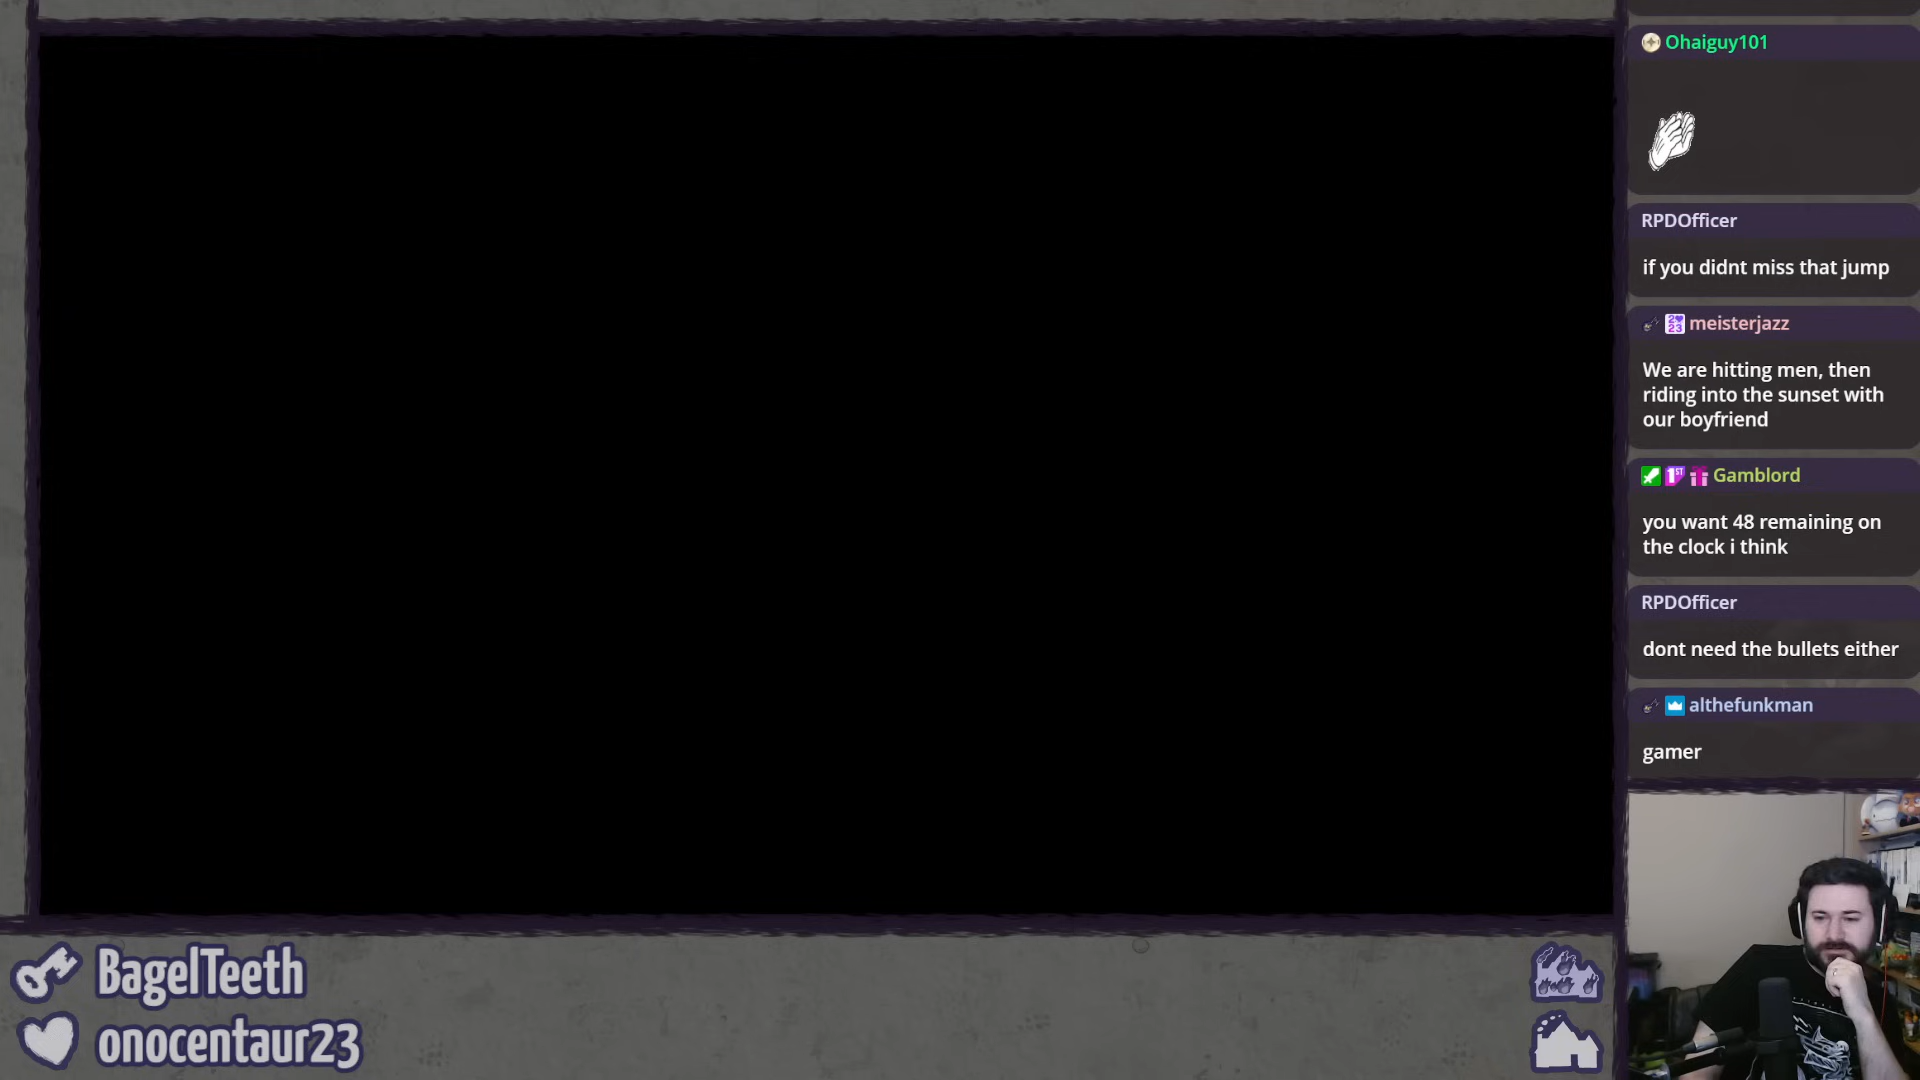 Ohaiguy101
RPDOfficer
if you didnt miss that jump
meisterjazz
We are hitting men, then
riding into the sunset with
our boyfriend
1ST Gamblord
you want 48 remaining on
the clock i think
RPDOfficer
dont need the bullets either
althefunkman
gamer
BagelTeeth
onocentaur23